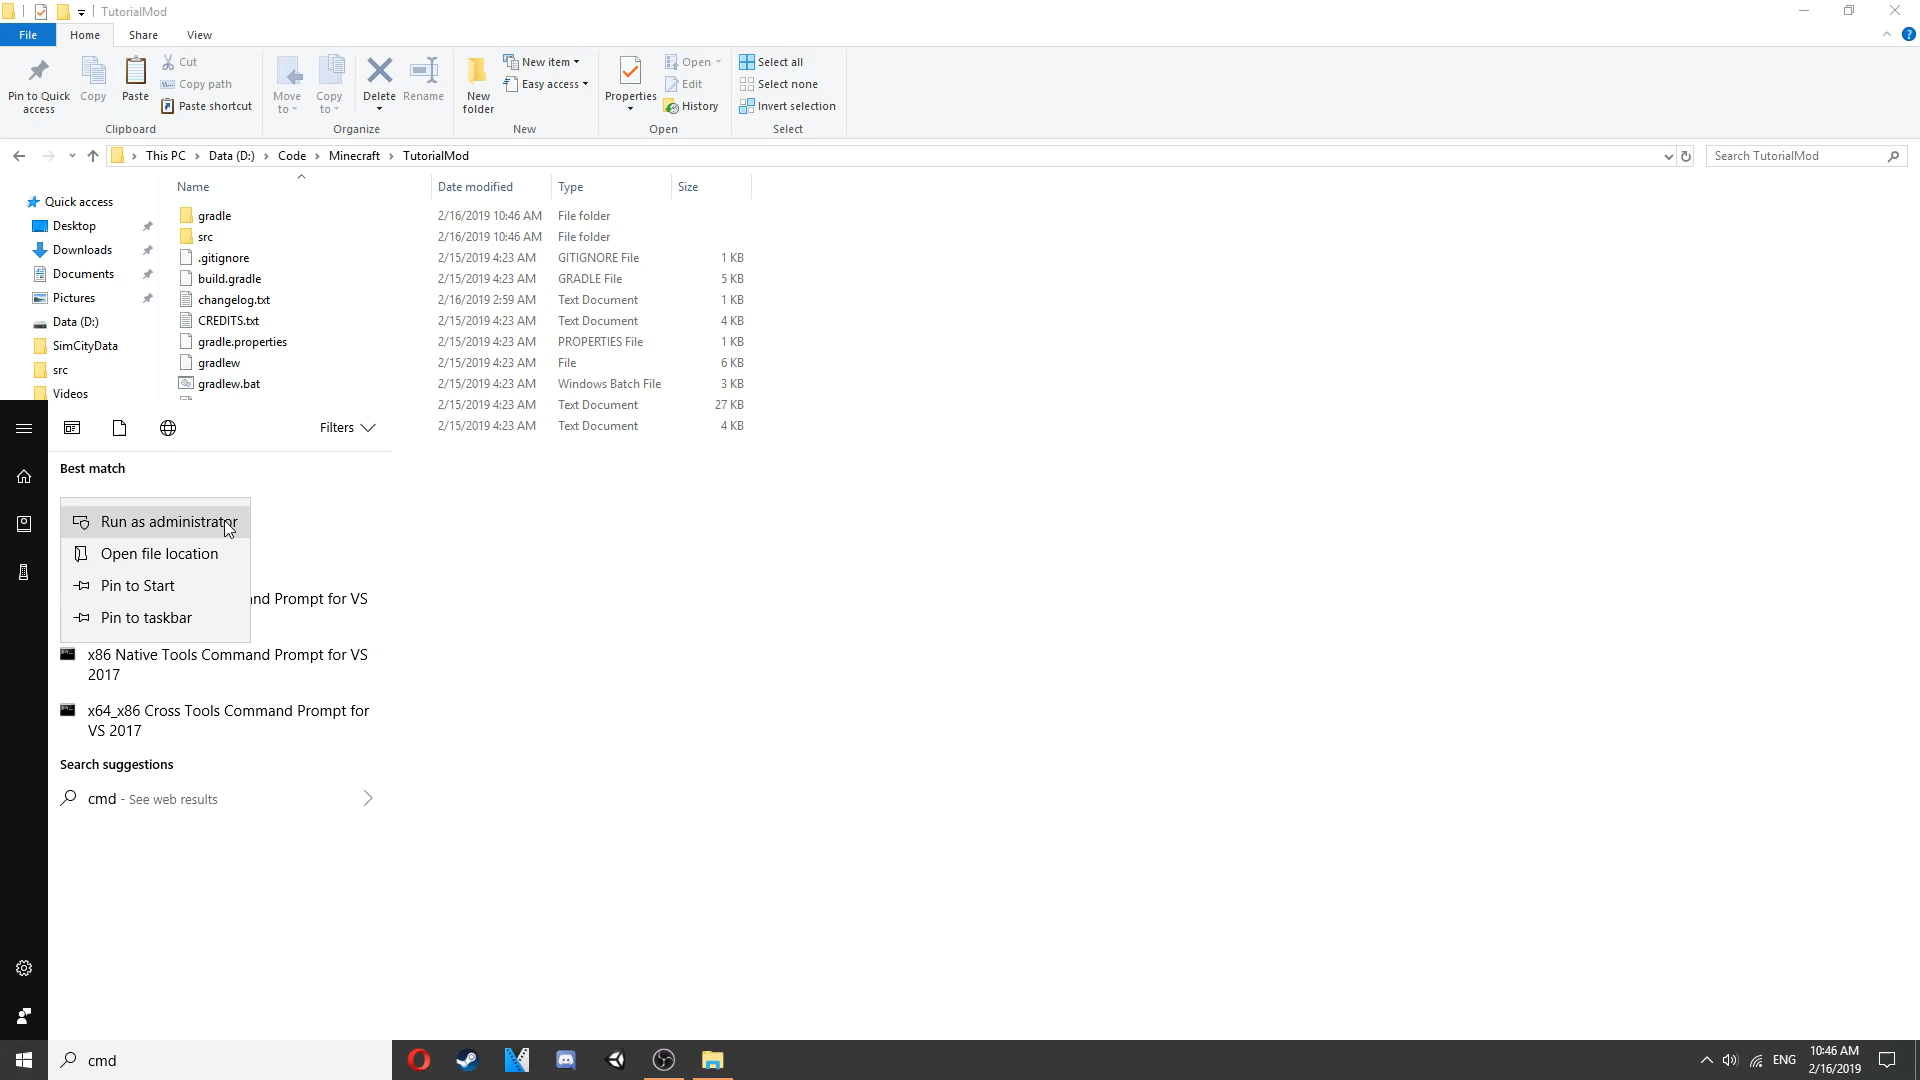 TutorialMod
File Home Share View
Pin to Quick access
Copy
Paste
Cut
Copy path
Paste shortcut
Clipboard
Move to
Copy to
Delete
Rename
Organize
New folder
New item
Easy access
New
Properties
Open
Edit
History
Open
Select all
Select none
Invert selection
Select
This PC > Data (D:) > Code > Minecraft > TutorialMod
Search TutorialMod
Quick access
Desktop
Downloads
Documents
Pictures
Data (D:)
SimCityData
src
Videos
Name Date modified Type Size
gradle 2/16/2019 10:46 AM File folder
src 2/16/2019 10:46 AM File folder
.gitignore 2/15/2019 4:23 AM GITIGNORE File 1 KB
build.gradle 2/15/2019 4:23 AM GRADLE File 5 KB
changelog.txt 2/16/2019 2:59 AM Text Document 1 KB
CREDITS.txt 2/15/2019 4:23 AM Text Document 4 KB
gradle.properties 2/15/2019 4:23 AM PROPERTIES File 1 KB
gradlew 2/15/2019 4:23 AM File 6 KB
gradlew.bat 2/15/2019 4:23 AM Windows Batch File 3 KB
2/15/2019 4:23 AM Text Document 27 KB
2/15/2019 4:23 AM Text Document 4 KB
Filters
Best match
Run as administrator
Open file location
Pin to Start
Pin to taskbar
nd Prompt for VS
x86 Native Tools Command Prompt for VS
2017
x64_x86 Cross Tools Command Prompt for
VS 2017
Search suggestions
cmd - See web results
cmd
ENG
10:46 AM
2/16/2019